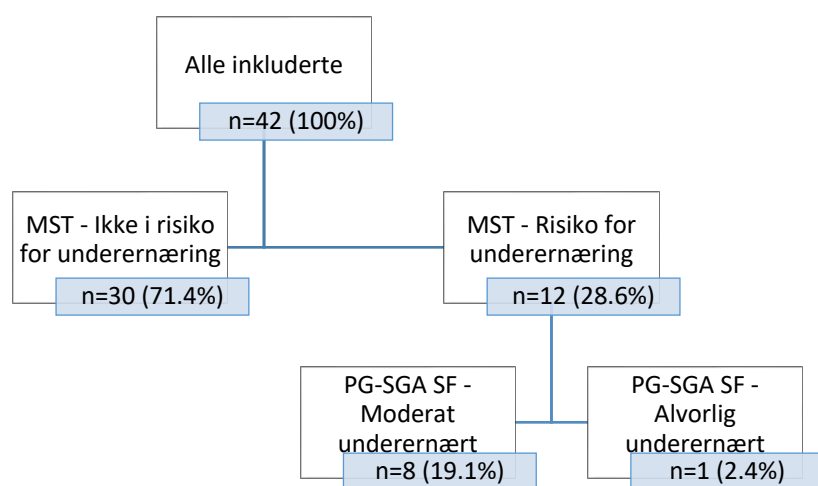 Alle inkluderte
n=42 (100%)
MST - Ikke i risiko
for underernæring
n=30 (71.4%)
MST - Risiko for
underernæring
n=12 (28.6%)
PG-SGA SF -
Moderat
underernært
n=8 (19.1%)
PG-SGA SF -
Alvorlig
underernært
n=1 (2.4%)